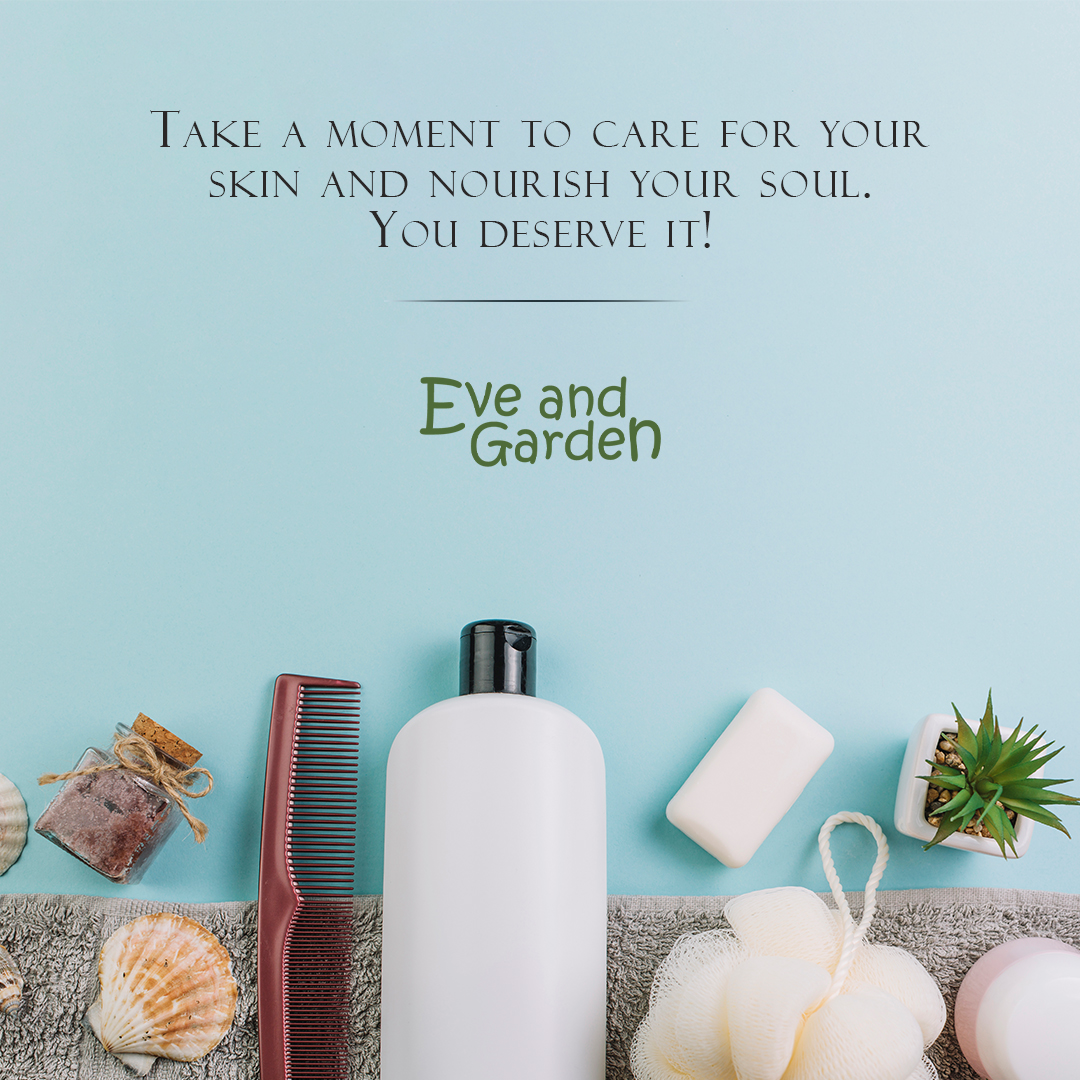 Take a moment to care for your
skin and nourish your soul.
You deserve it!
Eve and
Garden